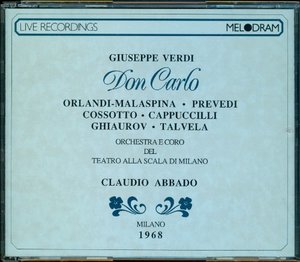 LIVE RECORDINGS
MELODRAM
GIUSEPPE VERDI
Don Carlo
ORLANDI-MALASPINA • PREVEDI
COSSOTTO • CAPPUCCILLI
GHIAUROV • TALVELA
ORCHESTRA E CORO
DEL
TEATRO ALLA SCALA DI MILANO
CLAUDIO ABBADO
MILANO
1968